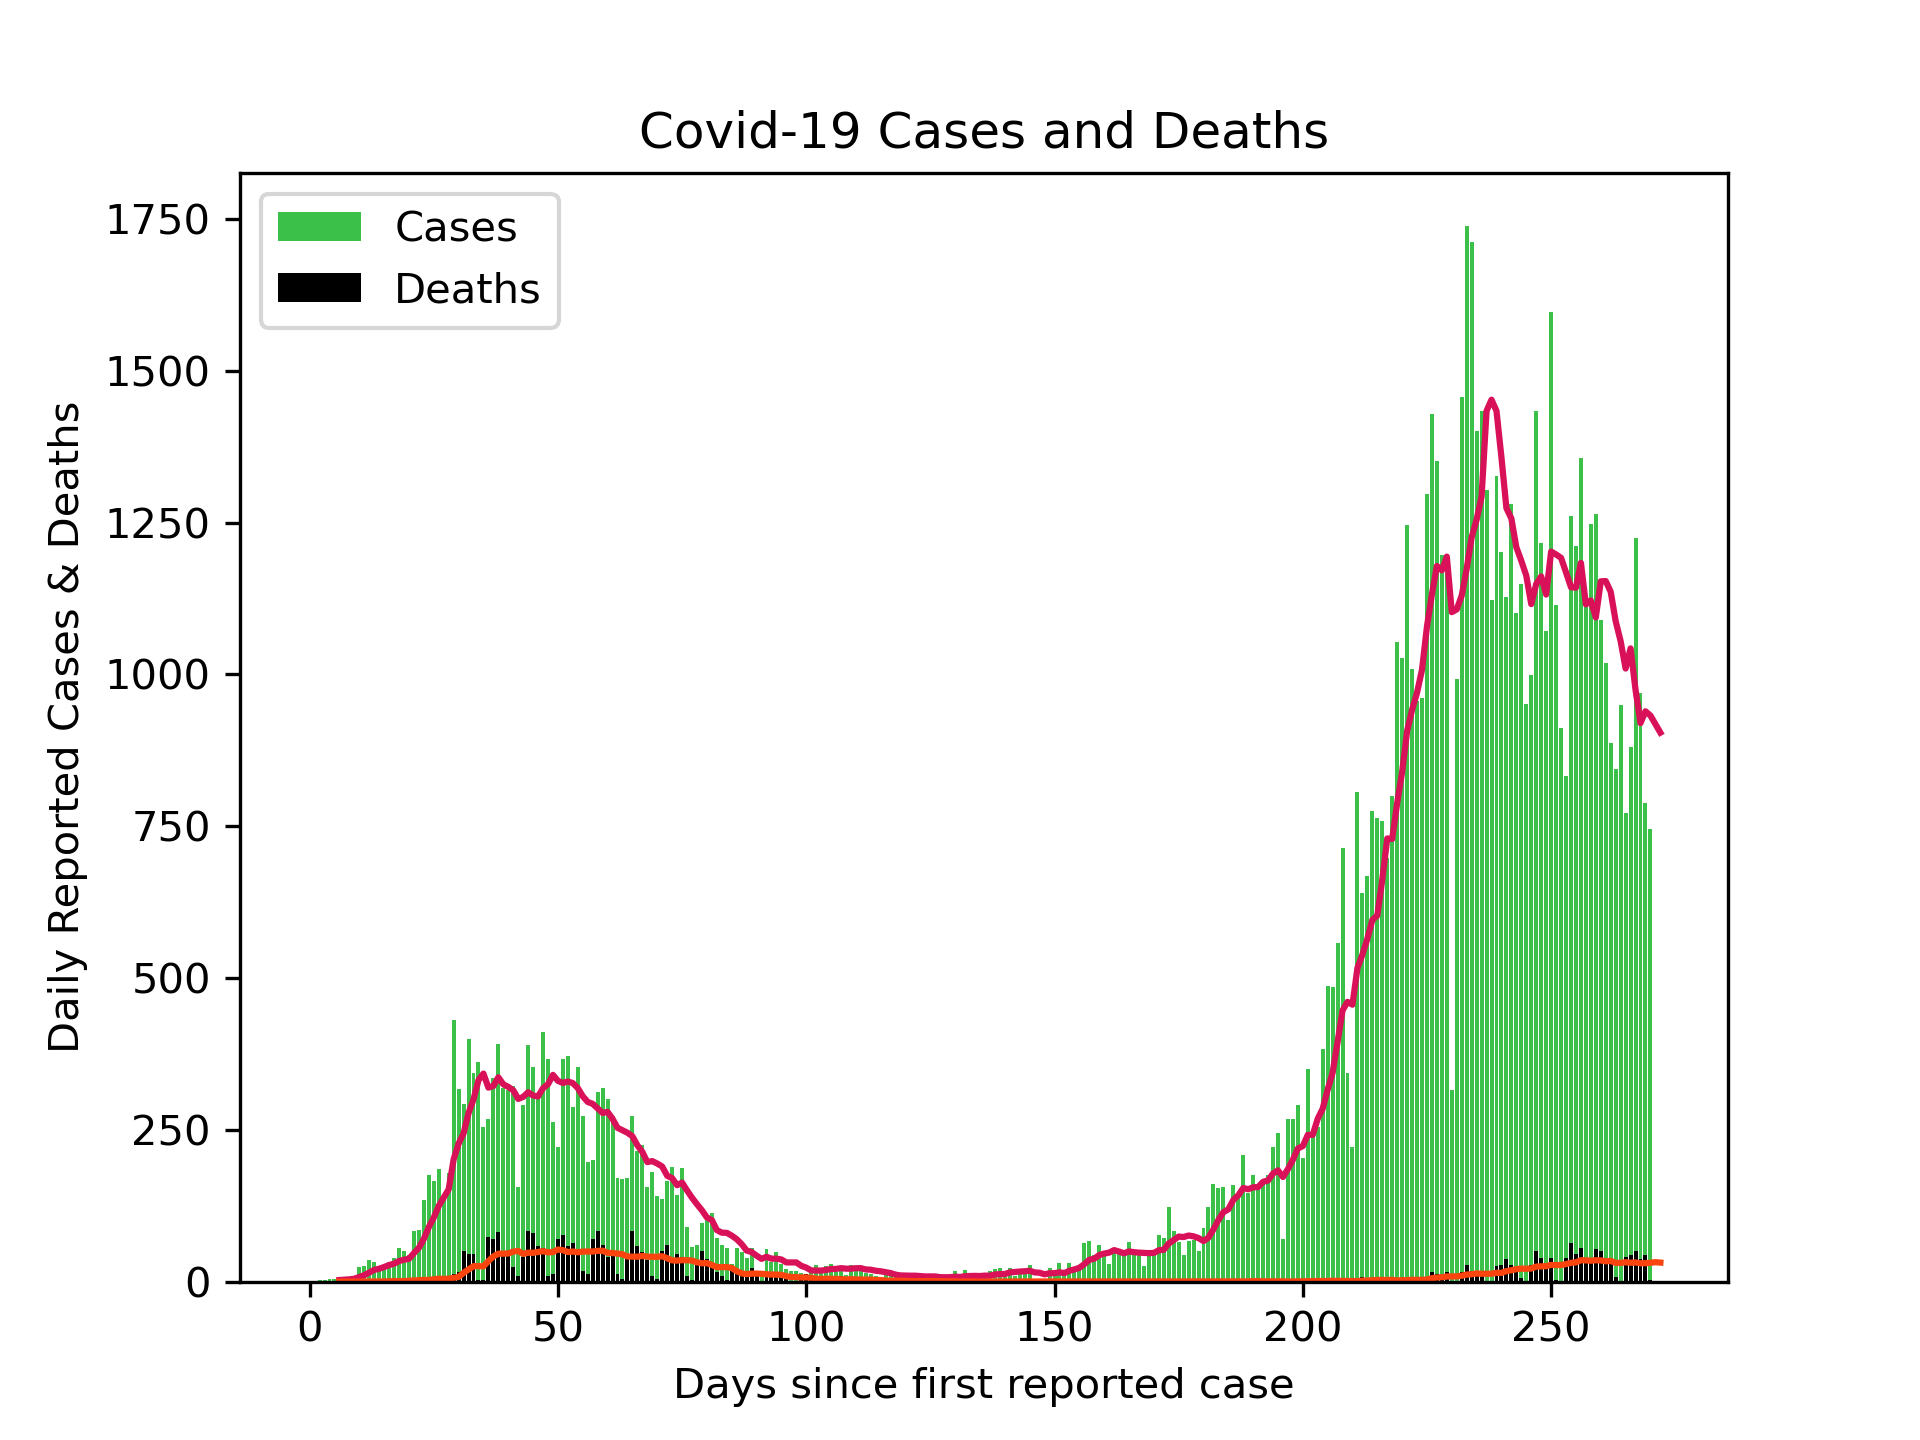 Covid-19 Cases and Deaths
Cases
Deaths
1750
1500
1250
1000
750
500
250
0
Daily Reported Cases & Deaths
0 50 100 150 200 250
Days since first reported case